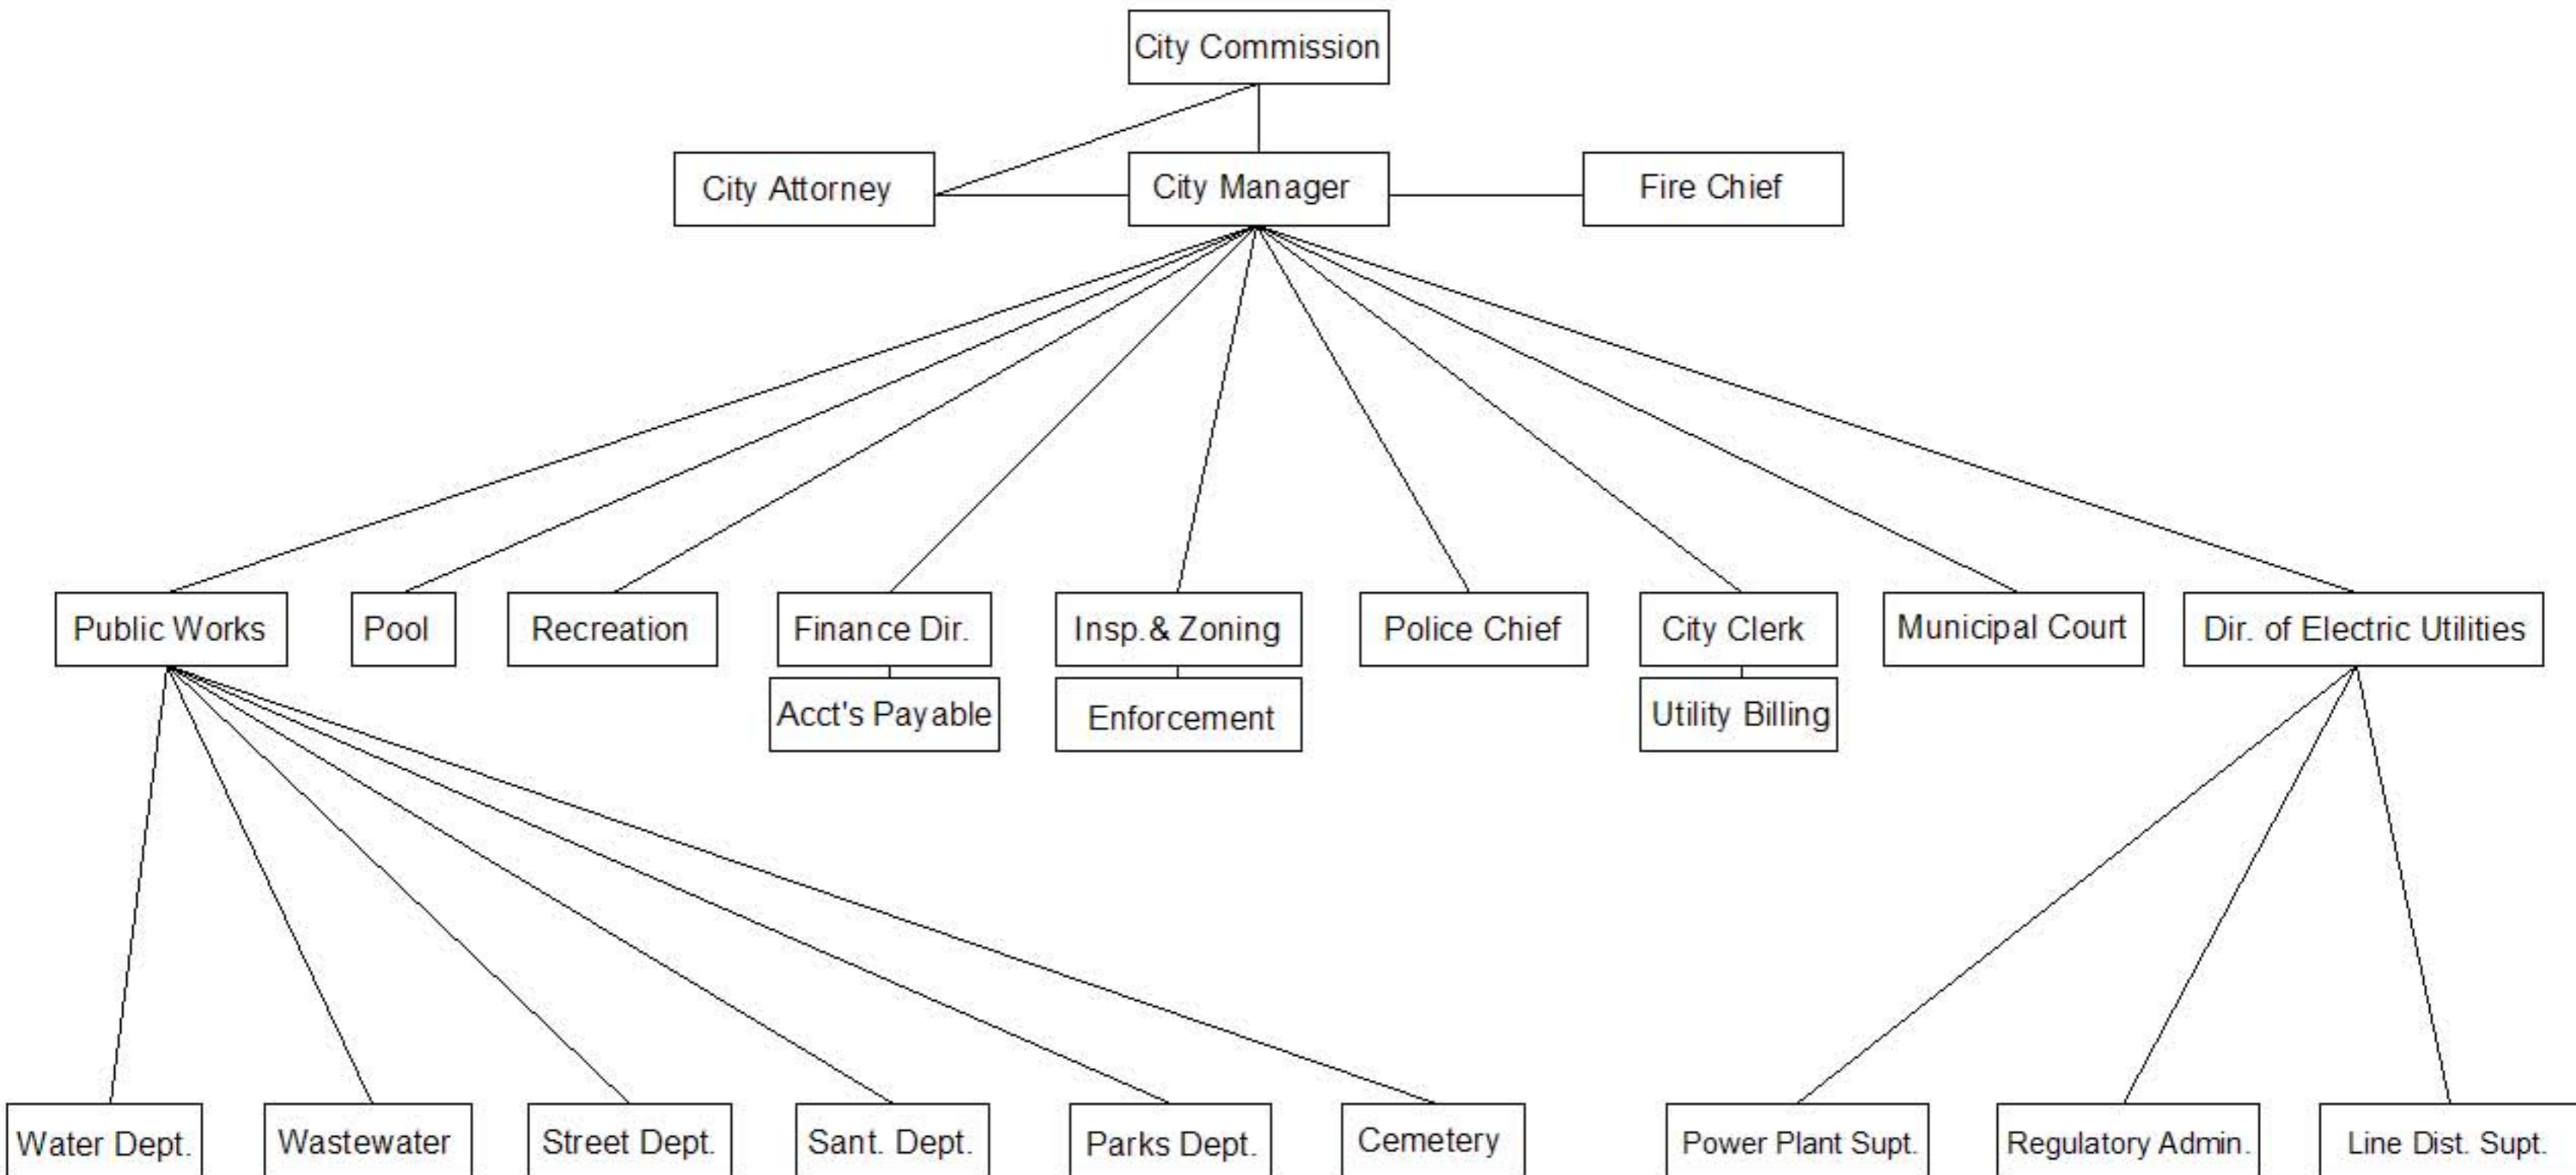 City Commission
City Attorney
City Manager
Fire Chief
Public Works
Pool
Recreation
Finance Dir.
Insp.& Zoning
Police Chief
City Clerk
Municipal Court
Dir. of Electric Utilities
Acct's Payable
Enforcement
Utility Billing
Water Dept.
Wastewater
Street Dept.
Sant. Dept.
Parks Dept.
Cemetery
Power Plant Supt.
Regulatory Admin.
Line Dist. Supt.